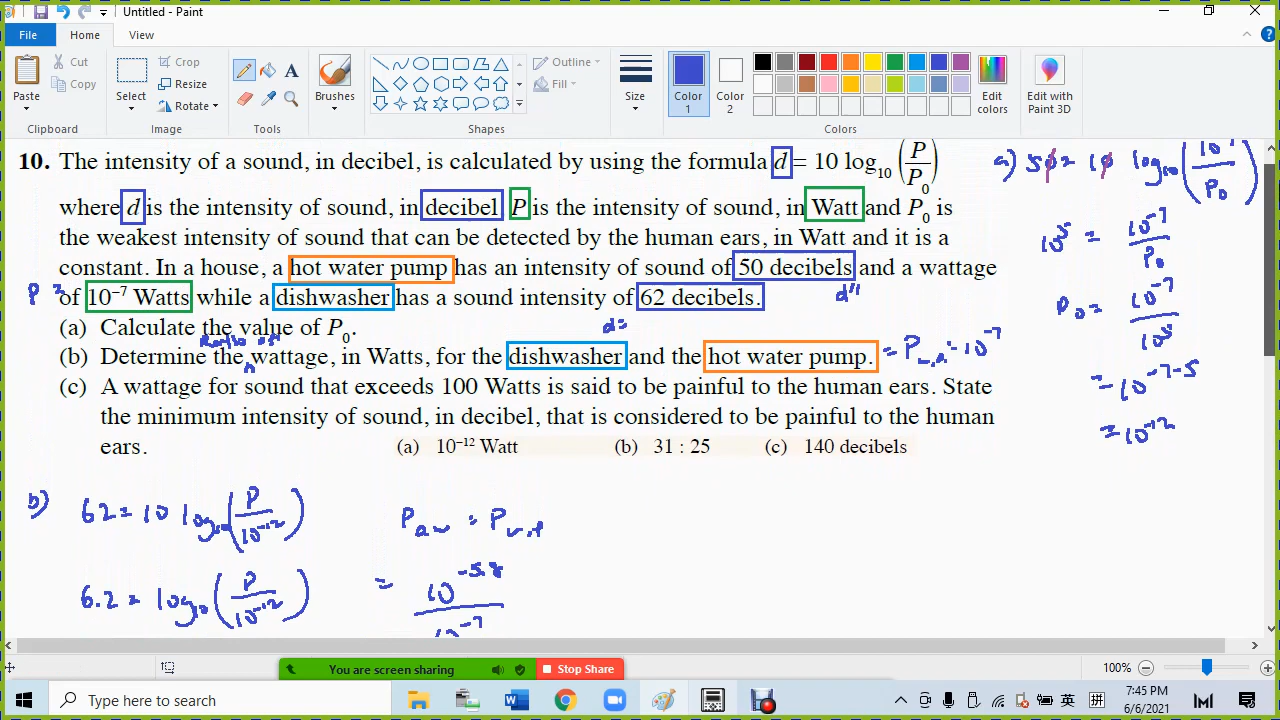 Untitled - Paint
File Home View
Paste Cut Copy Clipboard
Select Crop Resize Rotate Image
A Tools
Brushes
Outline Fill Shapes
Size
Color 1 Color 2 Edit colors Edit with Paint 3D Colors
10. The intensity of a sound, in decibel, is calculated by using the formula d = 10 log₁₀ (P/P₀)
where d is the intensity of sound, in decibel P is the intensity of sound, in Watt and P₀ is
the weakest intensity of sound that can be detected by the human ears, in Watt and it is a
constant. In a house, a hot water pump has an intensity of sound of 50 decibels and a wattage
of 10⁻⁷ Watts while a dishwasher has a sound intensity of 62 decibels.
(a) Calculate the value of P₀.
Ratio of
(b) Determine the wattage, in Watts, for the dishwasher and the hot water pump.
(c) A wattage for sound that exceeds 100 Watts is said to be painful to the human ears. State
the minimum intensity of sound, in decibel, that is considered to be painful to the human
ears.
(a) 10⁻¹² Watt (b) 31 : 25 (c) 140 decibels
a) 50 = 10 log₁₀ (10⁻⁷/P₀)
10⁵ = 10⁻⁷/P₀
P₀ = 10⁻⁷/10⁵
= 10⁻⁷⁻⁵
= 10⁻¹²
b) 62 = 10 log₁₀ (P/10⁻¹²)
6.2 = log₁₀ (P/10⁻¹²)
= 10⁻⁵·⁸/10⁻⁷
You are screen sharing Stop Share
100%
Type here to search
7:45 PM
6/6/2021
英 拼